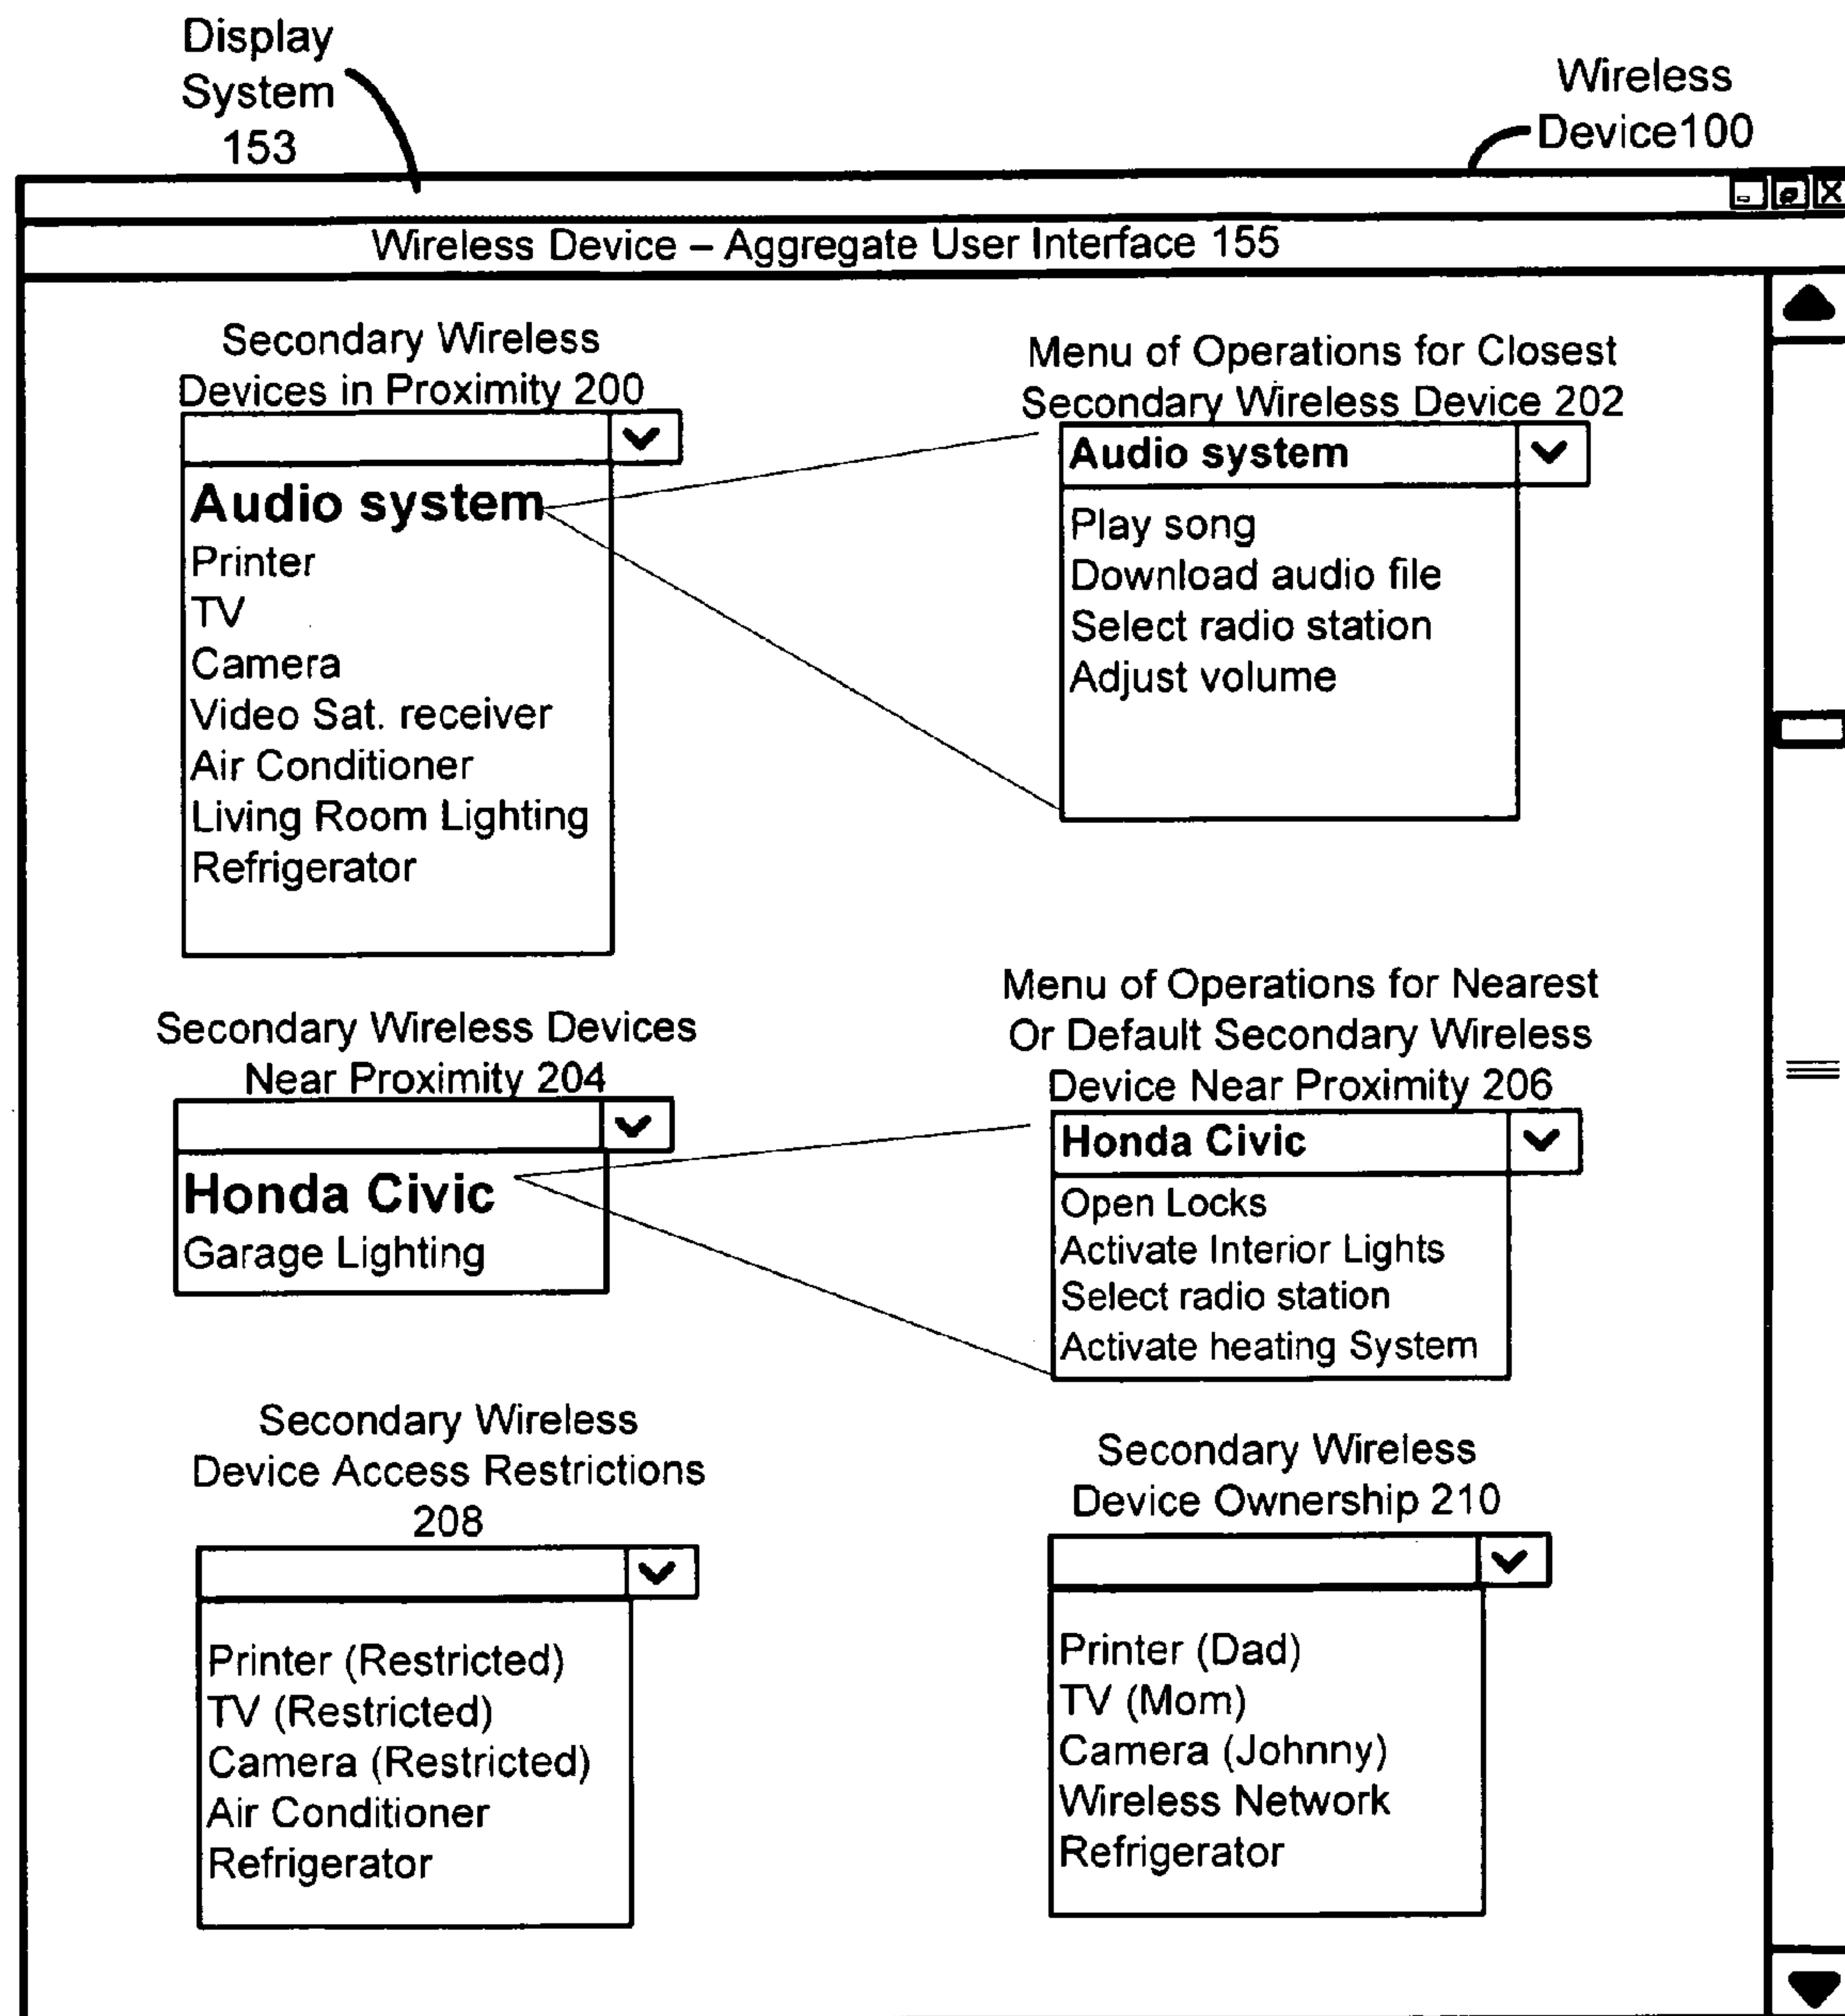 Display
System
153
Wireless
Device100
Wireless Device – Aggregate User Interface 155
Secondary Wireless
Devices in Proximity 200
Audio system
Printer
TV
Camera
Video Sat. receiver
Air Conditioner
Living Room Lighting
Refrigerator
Menu of Operations for Closest
Secondary Wireless Device 202
Audio system
Play song
Download audio file
Select radio station
Adjust volume
Secondary Wireless Devices
Near Proximity 204
Honda Civic
Garage Lighting
Menu of Operations for Nearest
Or Default Secondary Wireless
Device Near Proximity 206
Honda Civic
Open Locks
Activate Interior Lights
Select radio station
Activate heating System
Secondary Wireless
Device Access Restrictions
208
Printer (Restricted)
TV (Restricted)
Camera (Restricted)
Air Conditioner
Refrigerator
Secondary Wireless
Device Ownership 210
Printer (Dad)
TV (Mom)
Camera (Johnny)
Wireless Network
Refrigerator